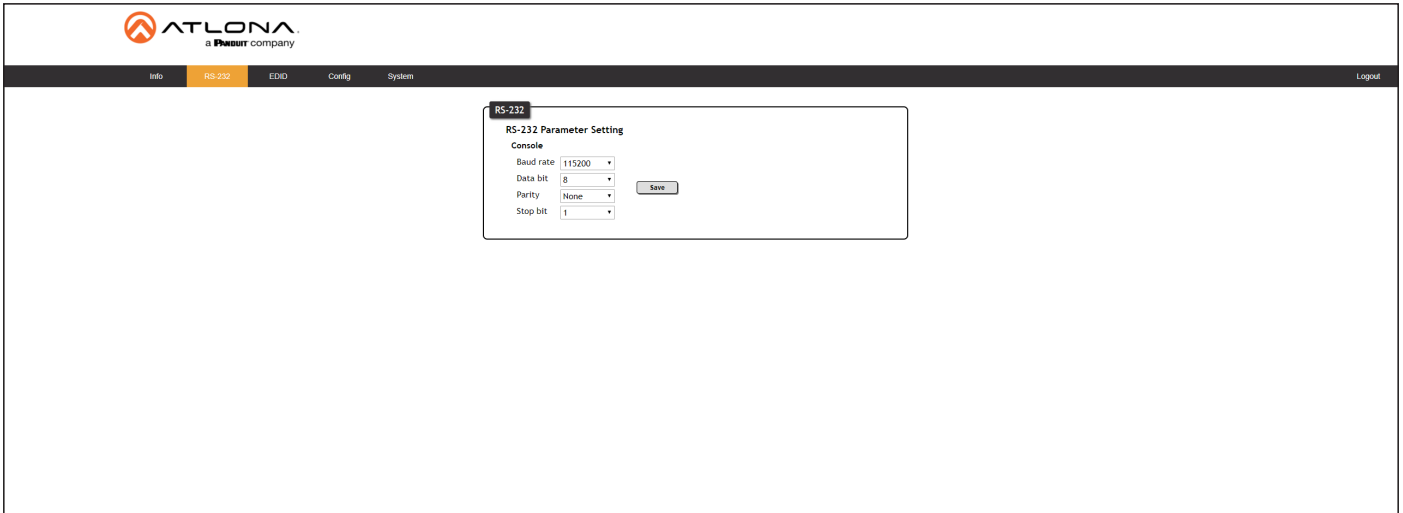 ATLONA.
a PANDUIT company
Info RS-232 EDID Config System Logout
RS-232
RS-232 Parameter Setting
Console
Baud rate 115200
Data bit 8
Save
Parity None
Stop bit 1